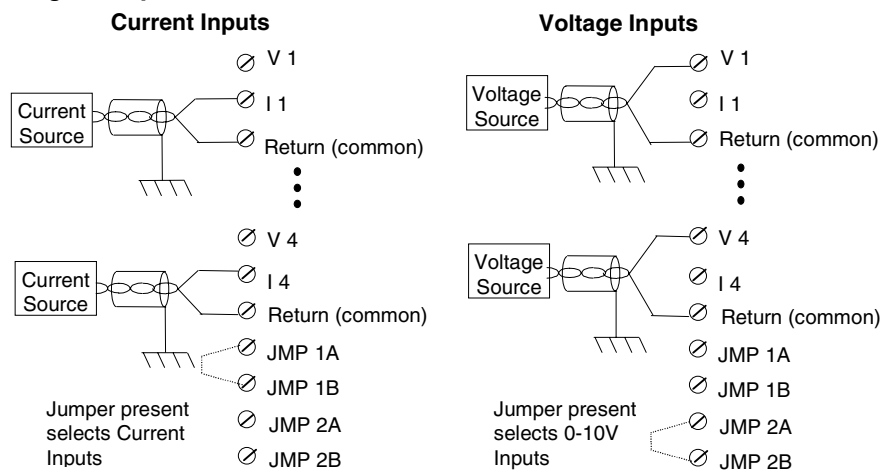 Current Inputs
V 1
Current
Source
I 1
Return (common)
V 4
Current
Source
I 4
Return (common)
JMP 1A
JMP 1B
Jumper present
selects Current
Inputs
JMP 2A
JMP 2B
Voltage Inputs
V 1
Voltage
Source
I 1
Return (common)
V 4
Voltage
Source
I 4
Return (common)
JMP 1A
JMP 1B
Jumper present
selects 0-10V
Inputs
JMP 2A
JMP 2B